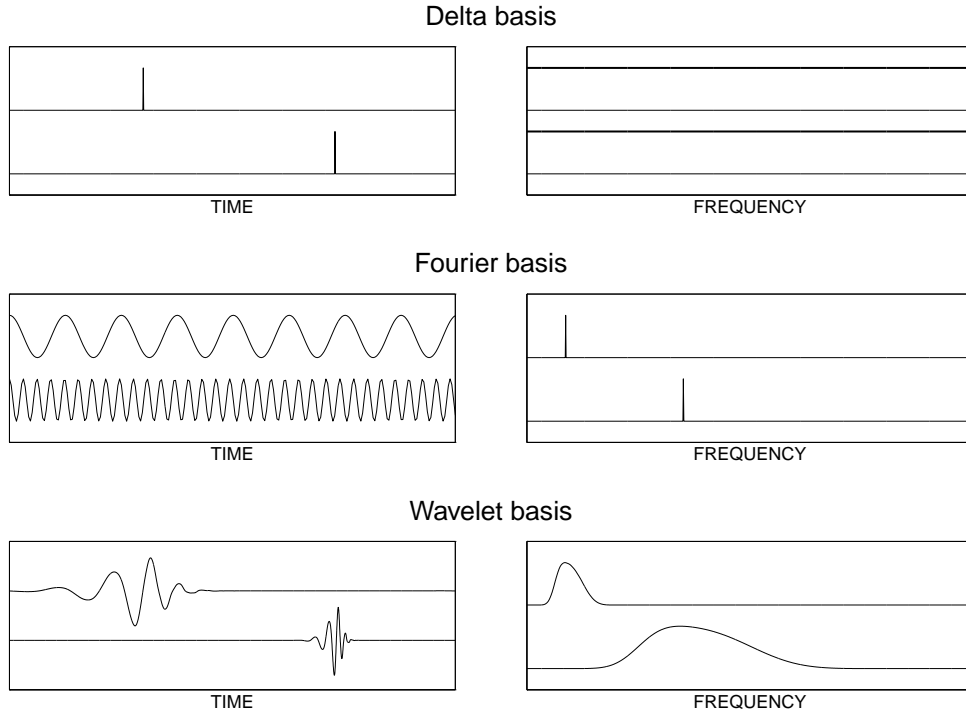 Delta basis
TIME
FREQUENCY
Fourier basis
TIME
FREQUENCY
Wavelet basis
TIME
FREQUENCY